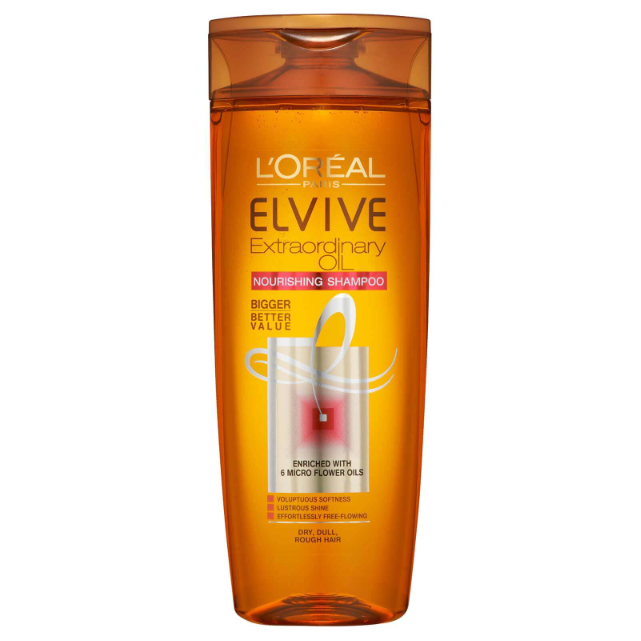 L'ORÉAL
PARIS
ELVIVE
Extraordinary
OIL
NOURISHING SHAMPOO
BIGGER
BETTER
VALUE
ENRICHED WITH
6 MICRO FLOWER OILS
VOLUPTUOUS SOFTNESS
LUSTROUS SHINE
EFFORTLESSLY FREE-FLOWING
DRY, DULL,
ROUGH HAIR